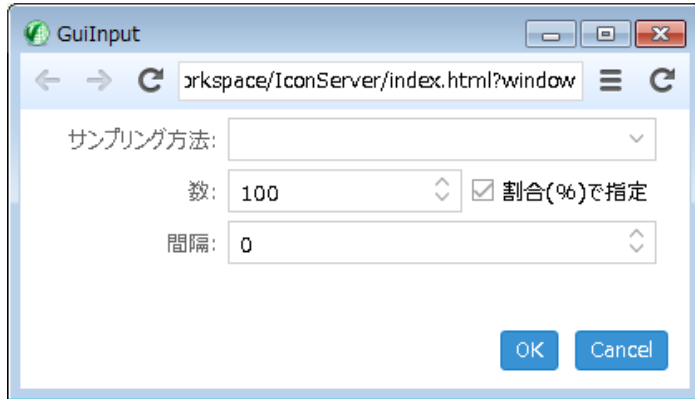 GuiInput
orkspace/IconServer/index.html?window
サンプリング方法:
数: 100 割合(%)で指定
間隔: 0
OK Cancel